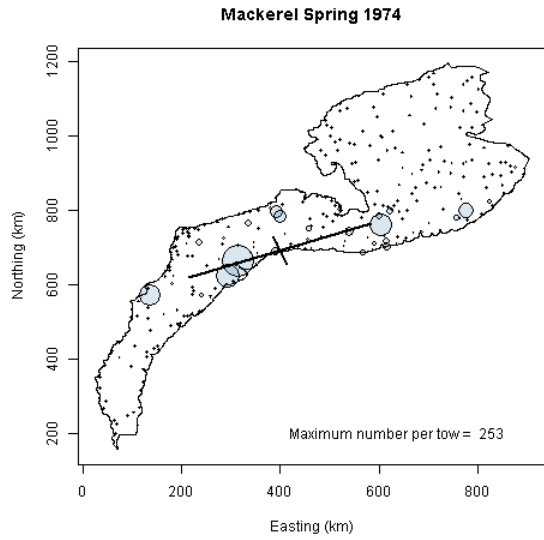 Mackerel Spring 1974
1200
1000
800
600
400
200
Northing (km)
Maximum number per tow = 253
0 200 400 600 800
Easting (km)